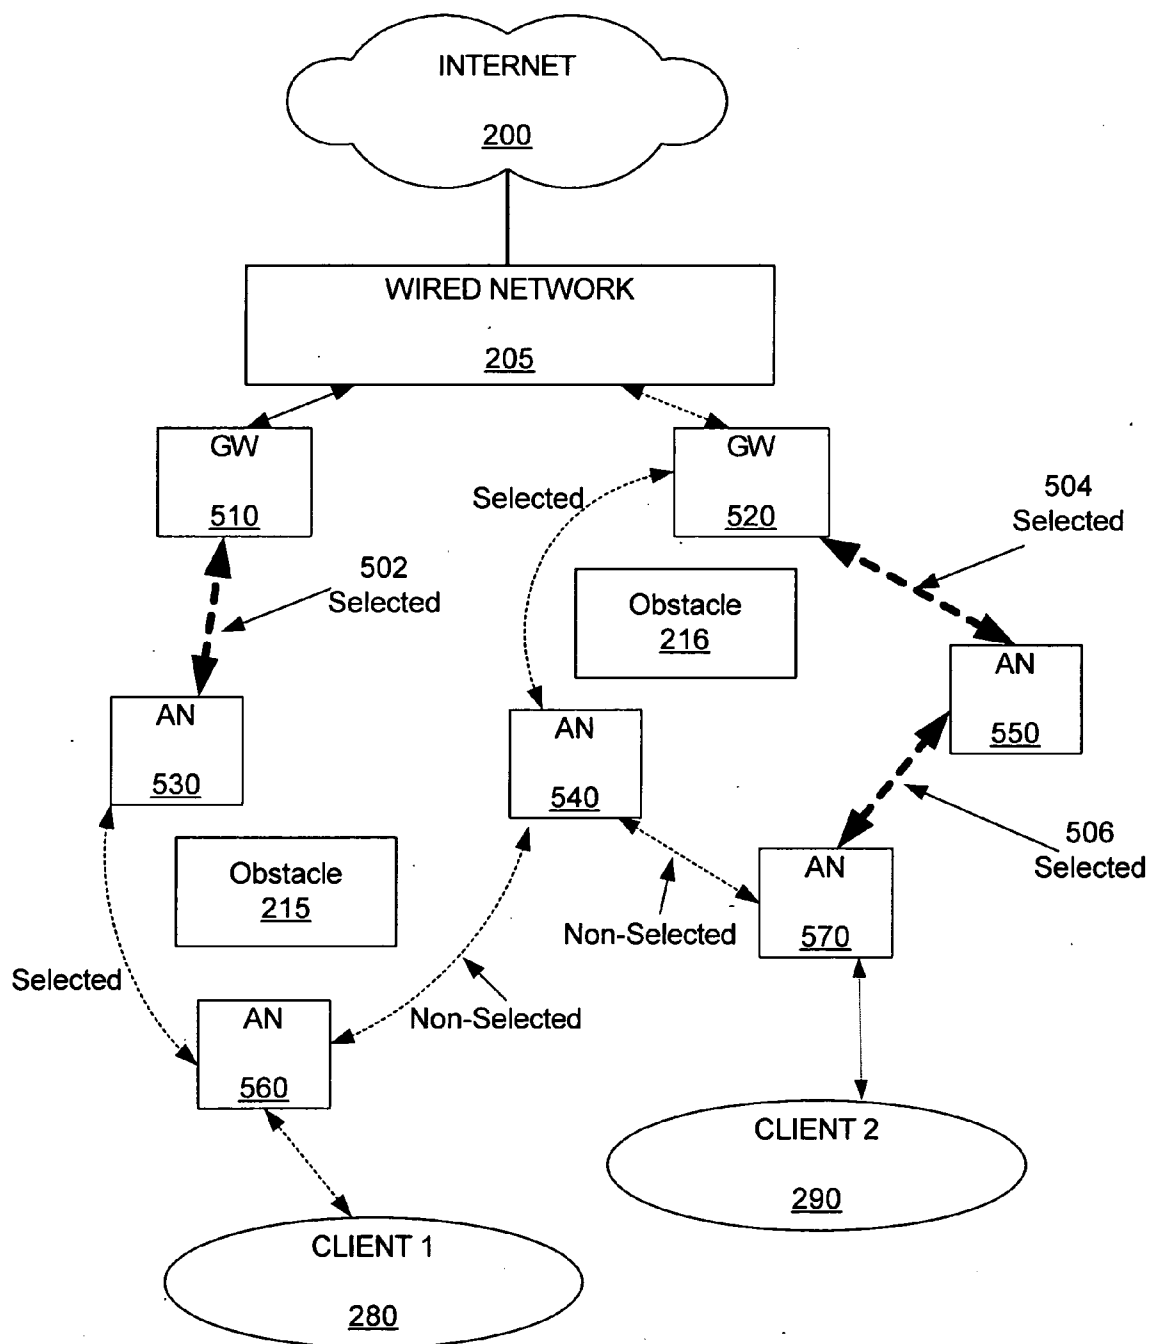 INTERNET
200
WIRED NETWORK
205
GW
510
GW
520
Selected
504
Selected
502
Selected
Obstacle
216
AN
530
AN
540
AN
550
506
Selected
Obstacle
215
AN
570
Non-Selected
Selected
Non-Selected
AN
560
CLIENT 2
290
CLIENT 1
280